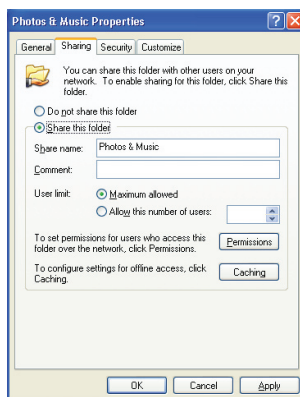 Photos & Music Properties
General Sharing Security Customize
You can share this folder with other users on your
network. To enable sharing for this folder, click Share this
folder.
Do not share this folder
Share this folder
Share name: Photos & Music
Comment:
User limit: Maximum allowed
Allow this number of users:
To set permissions for users who access this
folder over the network, click Permissions.
Permissions
To configure settings for offline access, click
Caching.
Caching
OK Cancel Apply